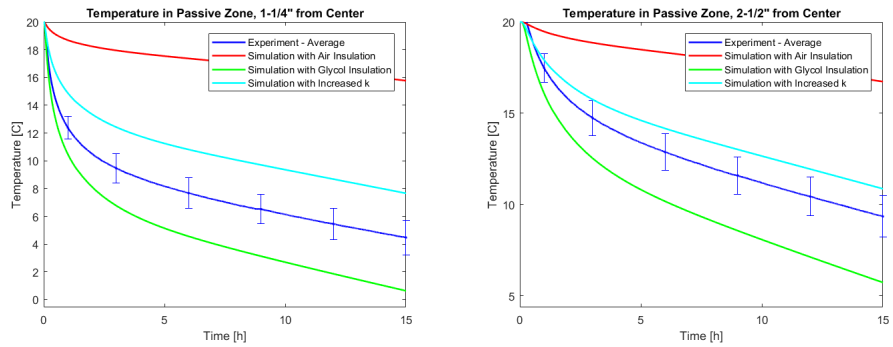 Temperature in Passive Zone, 1-1/4" from Center
20
18
16
14
12
10
8
6
4
2
0
Temperature [C]
Experiment - Average
Simulation with Air Insulation
Simulation with Glycol Insulation
Simulation with Increased k
0
5
10
15
Time [h]
Temperature in Passive Zone, 2-1/2" from Center
20
15
10
5
Temperature [C]
Experiment - Average
Simulation with Air Insulation
Simulation with Glycol Insulation
Simulation with Increased k
0
5
10
15
Time [h]